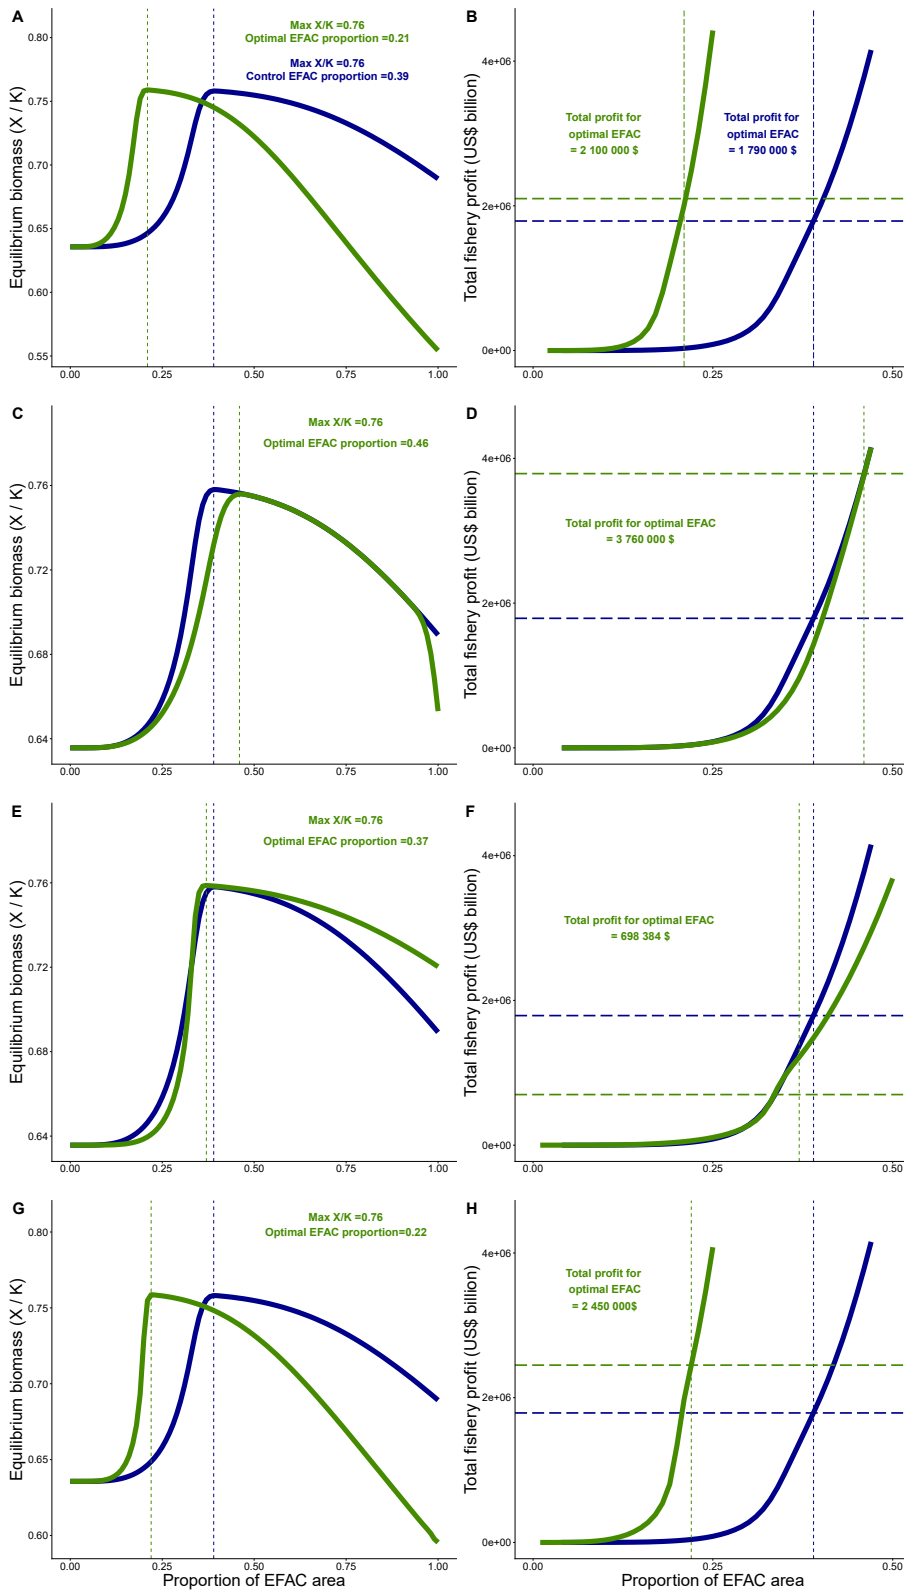 A
Max X/K =0.76
Optimal EFAC proportion =0.21
Max X/K =0.76
Control EFAC proportion =0.39
Equilibrium biomass (X / K)
0.80
0.75
0.70
0.65
0.60
0.55
0.00
0.25
0.50
0.75
1.00
B
Total profit for
optimal EFAC
= 2 100 000 $
Total profit for
optimal EFAC
= 1 790 000 $
Total fishery profit (US$ billion)
4e+06
2e+06
0e+00
0.00
0.25
0.50
C
Max X/K =0.76
Optimal EFAC proportion =0.46
Equilibrium biomass (X / K)
0.76
0.72
0.68
0.64
0.00
0.25
0.50
0.75
1.00
D
Total profit for optimal EFAC
= 3 760 000 $
Total fishery profit (US$ billion)
4e+06
2e+06
0e+00
0.00
0.25
0.50
E
Max X/K =0.76
Optimal EFAC proportion =0.37
Equilibrium biomass (X / K)
0.76
0.72
0.68
0.64
0.00
0.25
0.50
0.75
1.00
F
Total profit for optimal EFAC
= 698 384 $
Total fishery profit (US$ billion)
4e+06
2e+06
0e+00
0.00
0.25
0.50
G
Max X/K =0.76
Optimal EFAC proportion=0.22
Equilibrium biomass (X / K)
0.80
0.75
0.70
0.65
0.60
0.00
0.25
0.50
0.75
1.00
Proportion of EFAC area
H
Total profit for
optimal EFAC
= 2 450 000$
Total fishery profit (US$ billion)
4e+06
2e+06
0e+00
0.00
0.25
0.50
Proportion of EFAC area